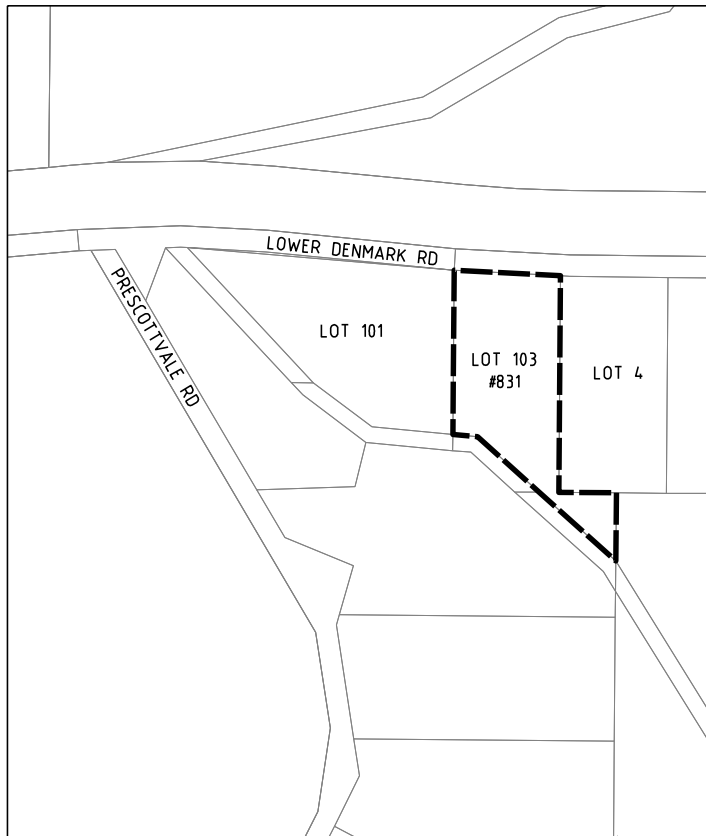 LOWER DENMARK RD
PRESCOTTVALE RD
LOT 101
LOT 103
#831
LOT 4